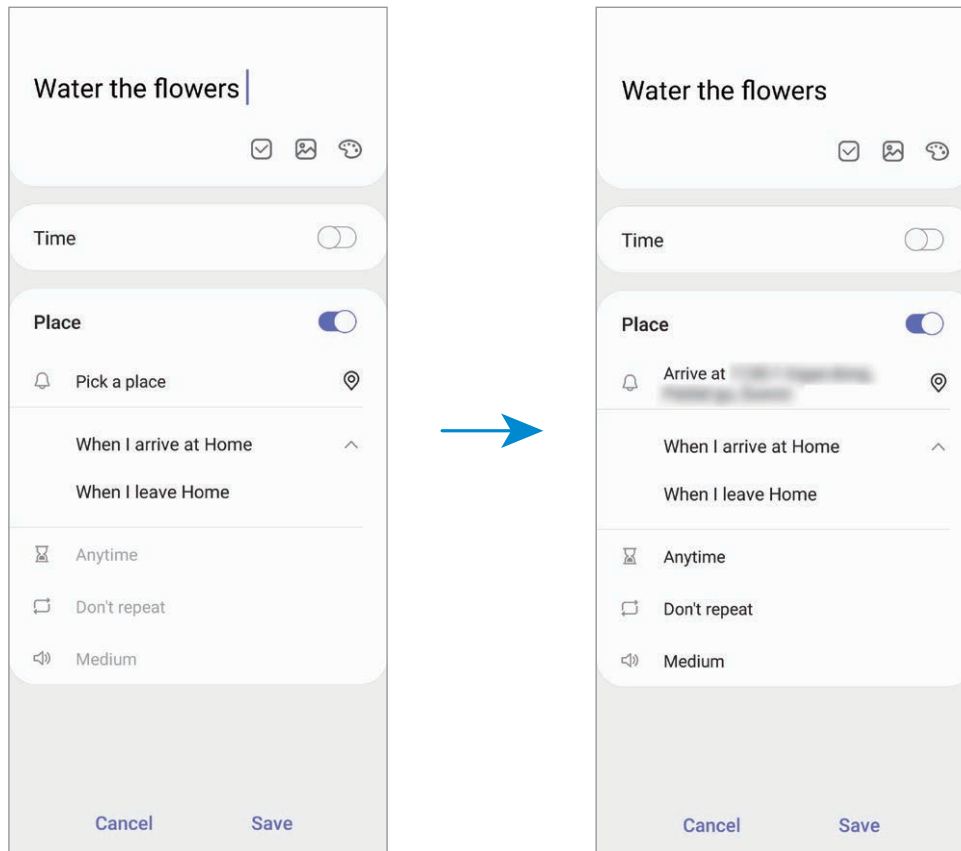 Water the flowers
Time
Place
Pick a place
When I arrive at Home
When I leave Home
Anytime
Don't repeat
Medium
Cancel Save
Water the flowers
Time
Place
Arrive at
When I arrive at Home
When I leave Home
Anytime
Don't repeat
Medium
Cancel Save